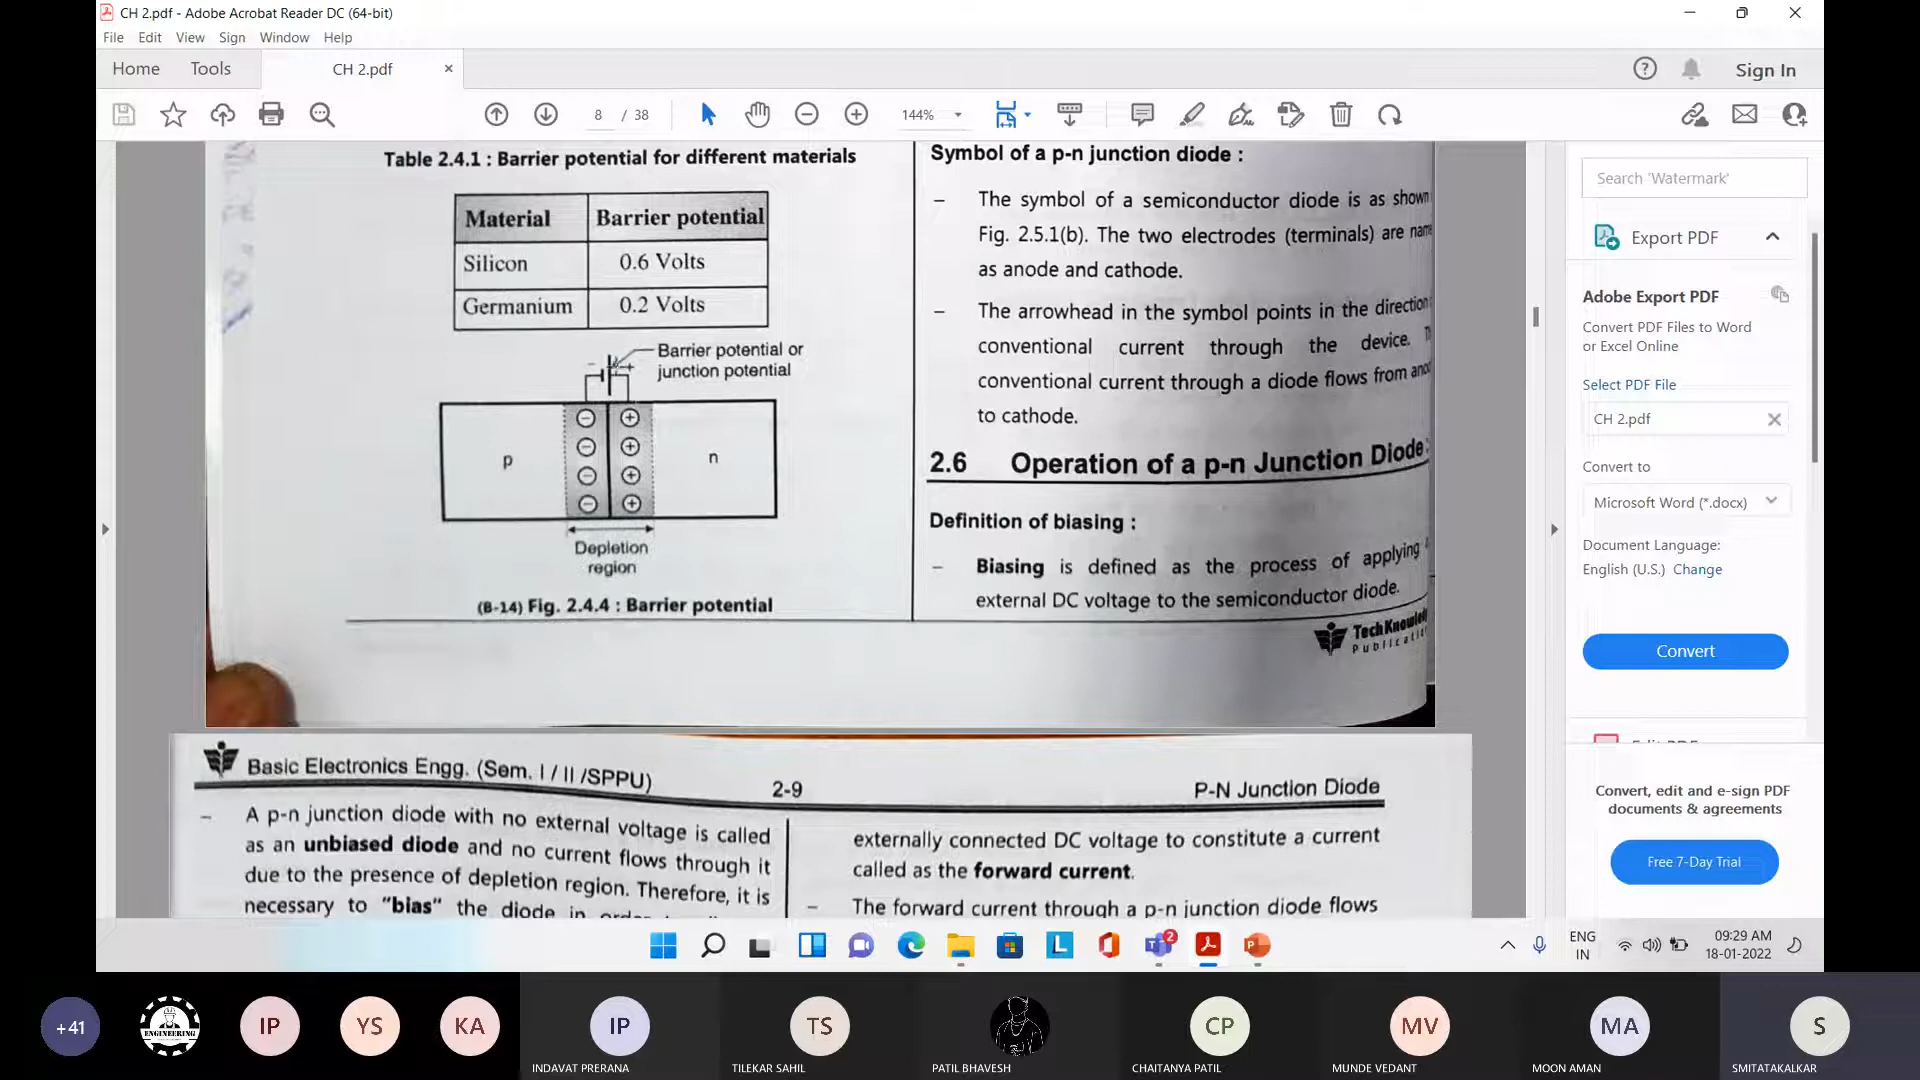 CH 2.pdf - Adobe Acrobat Reader DC (64-bit)
File Edit View Sign Window Help
Home Tools CH 2.pdf
Sign In
8 / 38
144%
Table 2.4.1 : Barrier potential for different materials
Material Barrier potential
Silicon 0.6 Volts
Germanium 0.2 Volts
Barrier potential or
junction potential
p
n
Depletion
region
(B-14) Fig. 2.4.4 : Barrier potential
Symbol of a p-n junction diode :
– The symbol of a semiconductor diode is as shown
Fig. 2.5.1(b). The two electrodes (terminals) are
as anode and cathode.
– The arrowhead in the symbol points in the direction
conventional current through the device.
conventional current through a diode flows from
to cathode.
2.6 Operation of a p-n Junction Diode
Definition of biasing :
– Biasing is defined as the process of applying
external DC voltage to the semiconductor diode.
Basic Electronics Engg. (Sem. I / II /SPPU)
2-9
P-N Junction Diode
– A p-n junction diode with no external voltage is called
as an unbiased diode and no current flows through it
due to the presence of depletion region. Therefore, it is
necessary to "bias" the diode in
externally connected DC voltage to constitute a current
called as the forward current.
– The forward current through a p-n junction diode flows
Search 'Watermark'
Export PDF
Adobe Export PDF
Convert PDF Files to Word
or Excel Online
Select PDF File
CH 2.pdf
Convert to
Microsoft Word (*.docx)
Document Language:
English (U.S.) Change
Convert
Convert, edit and e-sign PDF
documents & agreements
Free 7-Day Trial
2
ENG
IN
09:29 AM
18-01-2022
+41
ENGINEERING
IP
YS
KA
IP
TS
CP
MV
MA
S
INDAVAT PRERANA
TILEKAR SAHIL
PATIL BHAVESH
CHAITANYA PATIL
MUNDE VEDANT
MOON AMAN
SMITATAKALKAR